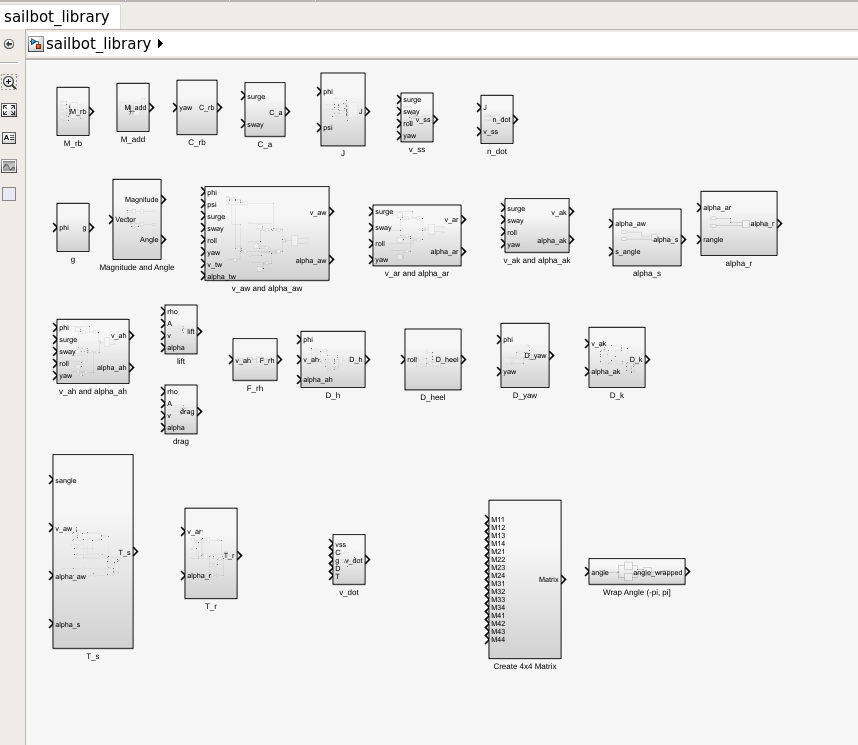 sailbot_library
sailbot_library
M_rb
M_rb
M_add
M_add
yaw C_rb
C_rb
surge
sway
C_a
C_a
phi
psi
J
J
surge
sway
roll
yaw
v_ss
v_ss
J
v_ss
n_dot
n_dot
phi g
g
Vector
Magnitude
Angle
Magnitude and Angle
phi
psi
surge
sway
roll
yaw
v_tw
alpha_tw
v_aw
alpha_aw
v_aw and alpha_aw
surge
sway
roll
yaw
v_ar
alpha_ar
v_ar and alpha_ar
surge
sway
roll
yaw
v_ak
alpha_ak
v_ak and alpha_ak
alpha_aw
s_angle
alpha_s
alpha_s
alpha_ar
rangle
alpha_r
alpha_r
phi
surge
sway
roll
yaw
v_ah
alpha_ah
v_ah and alpha_ah
rho
A
v
alpha
lift
lift
rho
A
v
alpha
drag
drag
v_ah F_rh
F_rh
phi
v_ah
alpha_ah
D_h
D_h
roll D_heel
D_heel
phi
yaw
D_yaw
D_yaw
v_ak
alpha_ak
D_k
D_k
sangle
v_aw
alpha_aw
alpha_s
T_s
T_s
v_ar
alpha_r
T_r
T_r
vss
C
g
D
T
v_dot
v_dot
M11
M12
M13
M14
M21
M22
M23
M24
M31
M32
M33
M34
M41
M42
M43
M44
Matrix
Create 4x4 Matrix
angle angle_wrapped
Wrap Angle (-pi, pi]